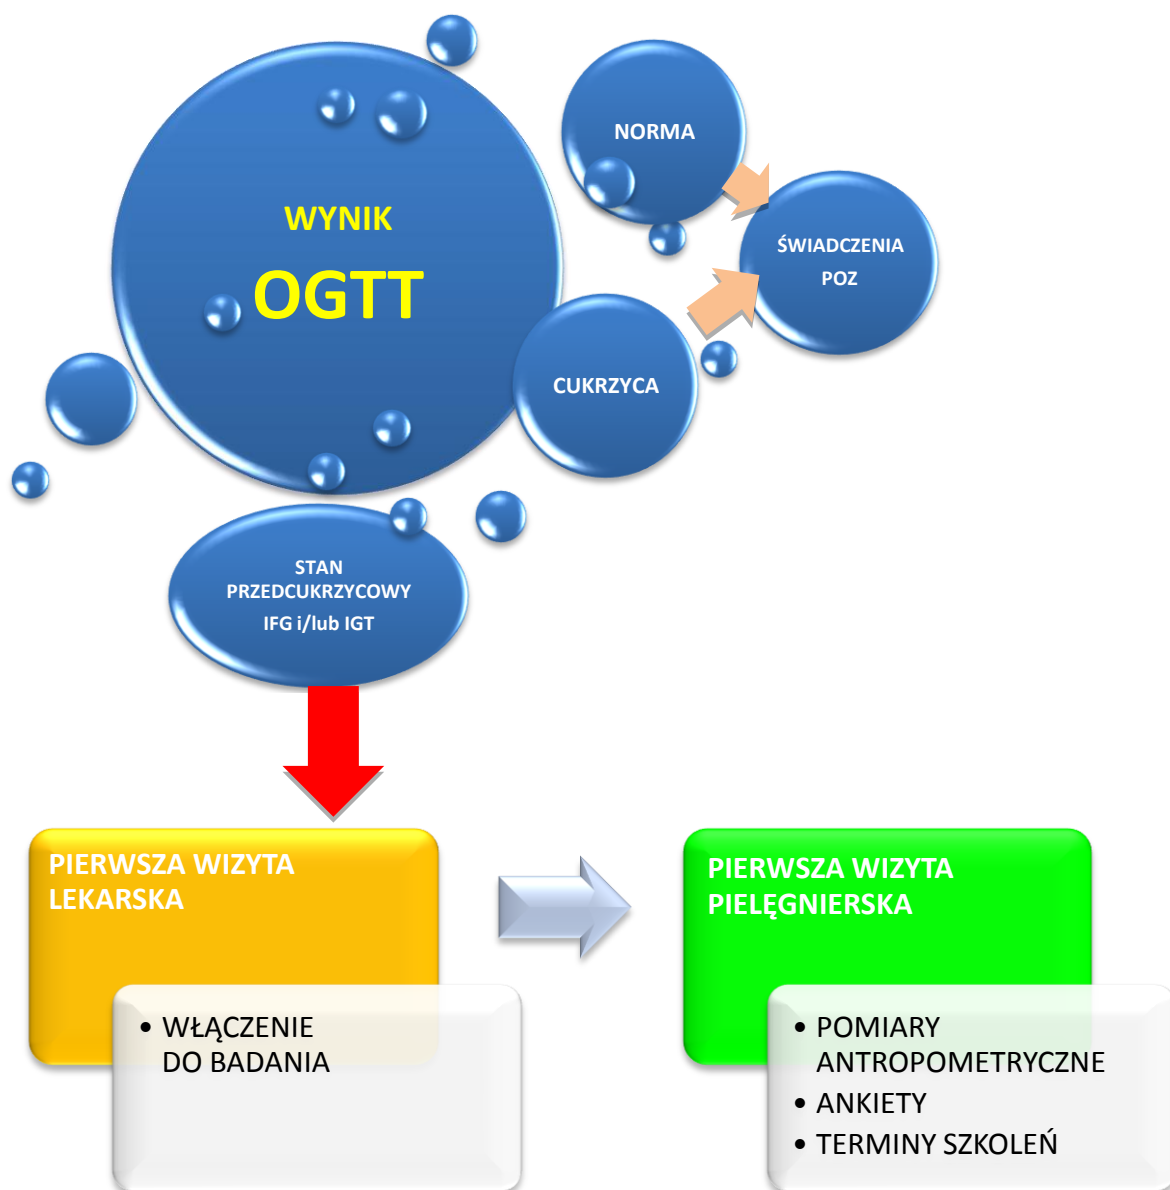 WYNIK
OGTT
NORMA
ŚWIADCZENIA
POZ
CUKRZYCA
STAN
PRZEDCUKRZYCOWY
IFG i/lub IGT
PIERWSZA WIZYTA
LEKARSKA
• WŁĄCZENIE
DO BADANIA
PIERWSZA WIZYTA
PIELĘGNIERSKA
• POMIARY
ANTROPOMETRYCZNE
• ANKIETY
• TERMINY SZKOLEŃ